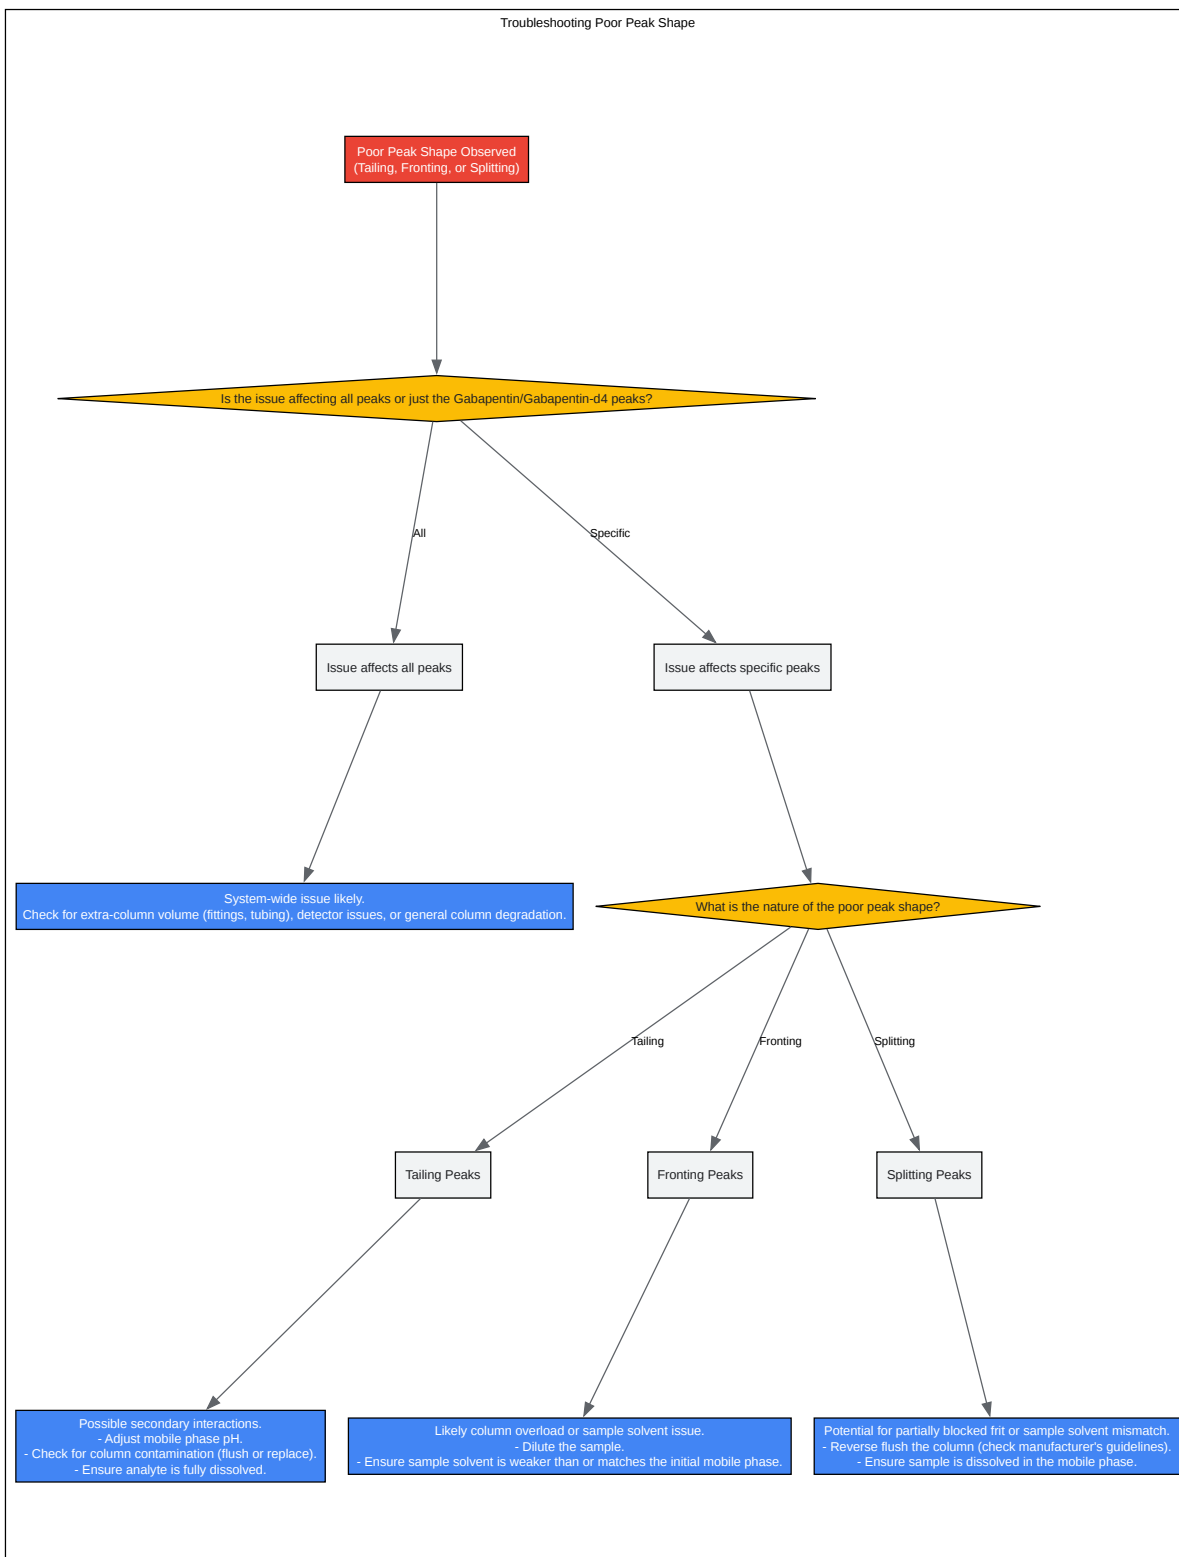 Troubleshooting Poor Peak Shape
Poor Peak Shape Observed
(Tailing, Fronting, or Splitting)
Is the issue affecting all peaks or just the Gabapentin/Gabapentin-d4 peaks?
All
Specific
Issue affects all peaks
Issue affects specific peaks
System-wide issue likely.
Check for extra-column volume (fittings, tubing), detector issues, or general column degradation.
What is the nature of the poor peak shape?
Tailing
Fronting
Splitting
Tailing Peaks
Fronting Peaks
Splitting Peaks
Possible secondary interactions.
- Adjust mobile phase pH.
- Check for column contamination (flush or replace).
- Ensure analyte is fully dissolved.
Likely column overload or sample solvent issue.
- Dilute the sample.
- Ensure sample solvent is weaker than or matches the initial mobile phase.
Potential for partially blocked frit or sample solvent mismatch.
- Reverse flush the column (check manufacturer's guidelines).
- Ensure sample is dissolved in the mobile phase.